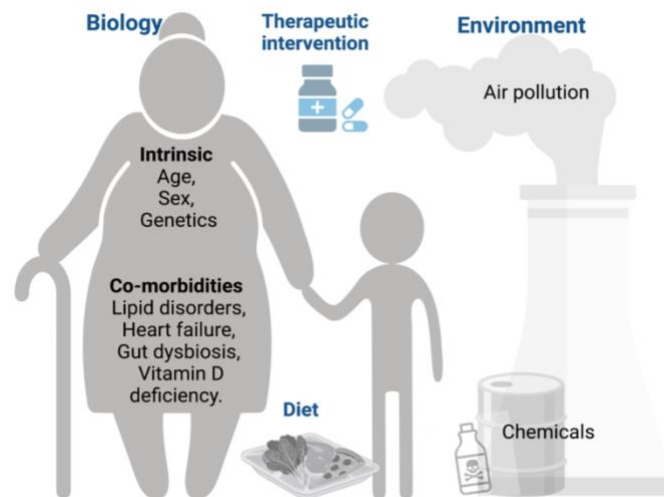 Biology
Therapeutic
intervention
Environment
Air pollution
Intrinsic
Age,
Sex,
Genetics
Co-morbidities
Lipid disorders,
Heart failure,
Gut dysbiosis,
Vitamin D
deficiency.
Diet
Chemicals